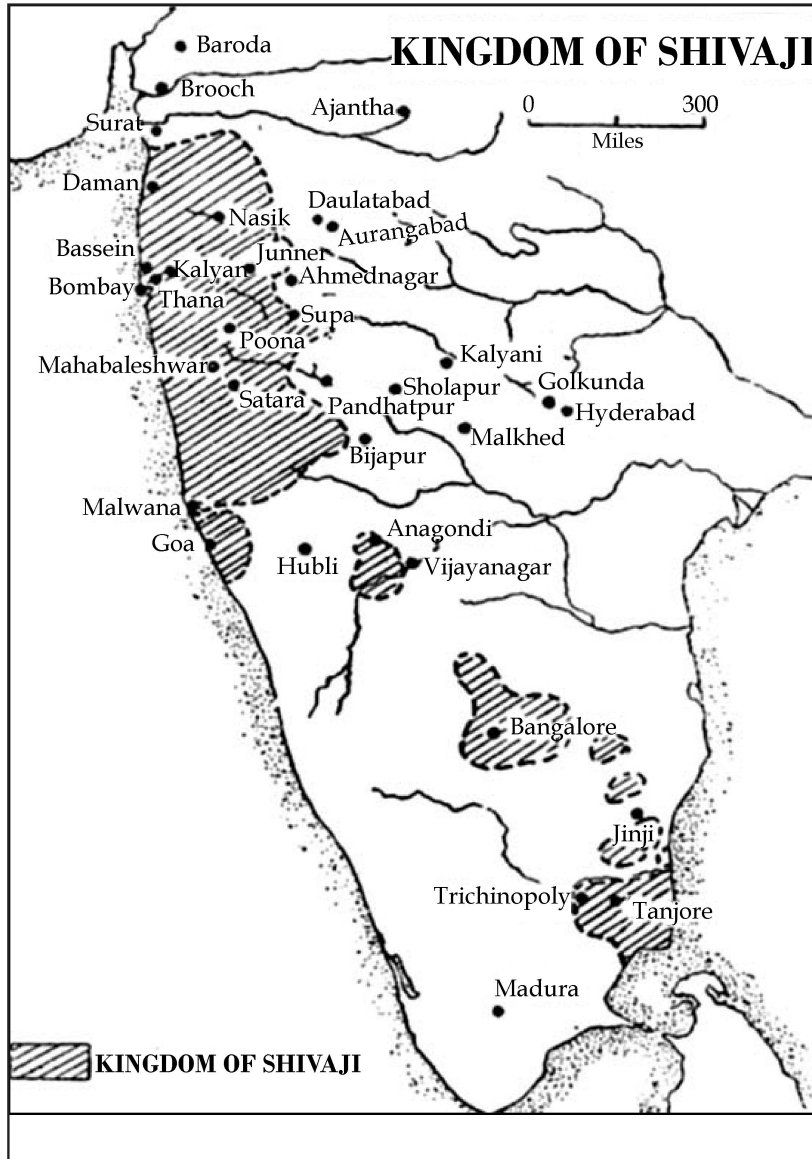 KINGDOM OF SHIVAJI
Baroda
Brooch
Ajantha
0 300
Miles
Surat
Daman
Daulatabad
Nasik
Aurangabad
Bassein
Junner
Kalyan
Ahmednagar
Bombay
Thana
Supa
Poona
Mahabaleshwar
Kalyani
Satara
Sholapur
Golkunda
Pandhatpur
Hyderabad
Malkhed
Bijapur
Malwana
Anagondi
Goa
Hubli
Vijayanagar
Bangalore
Jinji
Trichinopoly
Tanjore
Madura
KINGDOM OF SHIVAJI